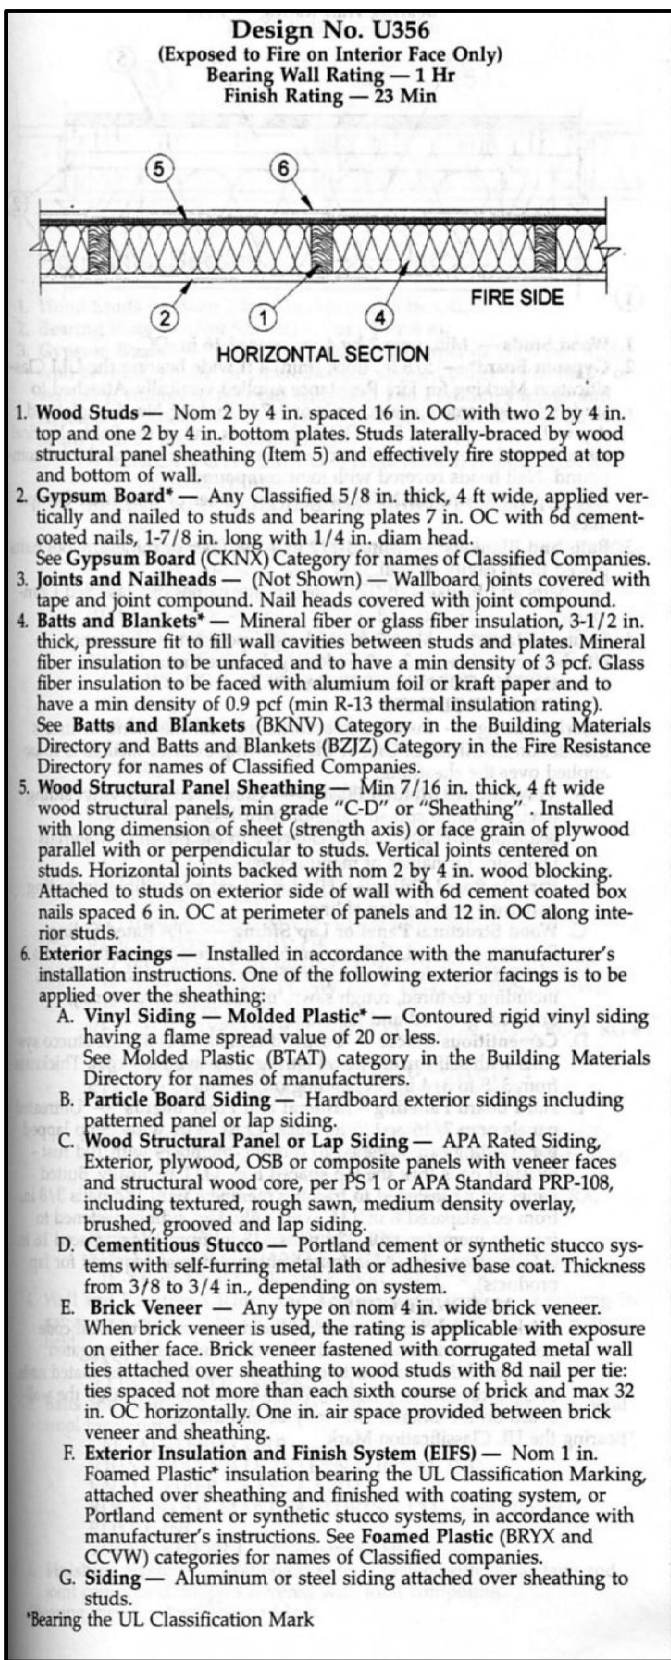 Design No. U356
(Exposed to Fire on Interior Face Only)
Bearing Wall Rating — 1 Hr
Finish Rating — 23 Min
5
6
FIRE SIDE
2
1
4
HORIZONTAL SECTION
1. Wood Studs — Nom 2 by 4 in. spaced 16 in. OC with two 2 by 4 in.
top and one 2 by 4 in. bottom plates. Studs laterally-braced by wood
structural panel sheathing (Item 5) and effectively fire stopped at top
and bottom of wall.
2. Gypsum Board* — Any Classified 5/8 in. thick, 4 ft wide, applied ver-
tically and nailed to studs and bearing plates 7 in. OC with 6d cement-
coated nails, 1-7/8 in. long with 1/4 in. diam head.
See Gypsum Board (CKNX) Category for names of Classified Companies.
3. Joints and Nailheads — (Not Shown) — Wallboard joints covered with
tape and joint compound. Nail heads covered with joint compound.
4. Batts and Blankets* — Mineral fiber or glass fiber insulation, 3-1/2 in.
thick, pressure fit to fill wall cavities between studs and plates. Mineral
fiber insulation to be unfaced and to have a min density of 3 pcf. Glass
fiber insulation to be faced with alumium foil or kraft paper and to
have a min density of 0.9 pcf (min R-13 thermal insulation rating).
See Batts and Blankets (BKNV) Category in the Building Materials
Directory and Batts and Blankets (BZJZ) Category in the Fire Resistance
Directory for names of Classified Companies.
5. Wood Structural Panel Sheathing — Min 7/16 in. thick, 4 ft wide
wood structural panels, min grade "C-D" or "Sheathing" . Installed
with long dimension of sheet (strength axis) or face grain of plywood
parallel with or perpendicular to studs. Vertical joints centered on
studs. Horizontal joints backed with nom 2 by 4 in. wood blocking.
Attached to studs on exterior side of wall with 6d cement coated box
nails spaced 6 in. OC at perimeter of panels and 12 in. OC along inte-
rior studs.
6. Exterior Facings — Installed in accordance with the manufacturer's
installation instructions. One of the following exterior facings is to be
applied over the sheathing:
A. Vinyl Siding — Molded Plastic* — Contoured rigid vinyl siding
having a flame spread value of 20 or less.
See Molded Plastic (BTAT) category in the Building Materials
Directory for names of manufacturers.
B. Particle Board Siding — Hardboard exterior sidings including
patterned panel or lap siding.
C. Wood Structural Panel or Lap Siding — APA Rated Siding,
Exterior, plywood, OSB or composite panels with veneer faces
and structural wood core, per PS 1 or APA Standard PRP-108,
including textured, rough sawn, medium density overlay,
brushed, grooved and lap siding.
D. Cementitious Stucco — Portland cement or synthetic stucco sys-
tems with self-furring metal lath or adhesive base coat. Thickness
from 3/8 to 3/4 in., depending on system.
E. Brick Veneer — Any type on nom 4 in. wide brick veneer.
When brick veneer is used, the rating is applicable with exposure
on either face. Brick veneer fastened with corrugated metal wall
ties attached over sheathing to wood studs with 8d nail per tie:
ties spaced not more than each sixth course of brick and max 32
in. OC horizontally. One in. air space provided between brick
veneer and sheathing.
F. Exterior Insulation and Finish System (EIFS) — Nom 1 in.
Foamed Plastic* insulation bearing the UL Classification Marking,
attached over sheathing and finished with coating system, or
Portland cement or synthetic stucco systems, in accordance with
manufacturer's instructions. See Foamed Plastic (BRYX and
CCVW) categories for names of Classified companies.
G. Siding — Aluminum or steel siding attached over sheathing to
studs.
*Bearing the UL Classification Mark